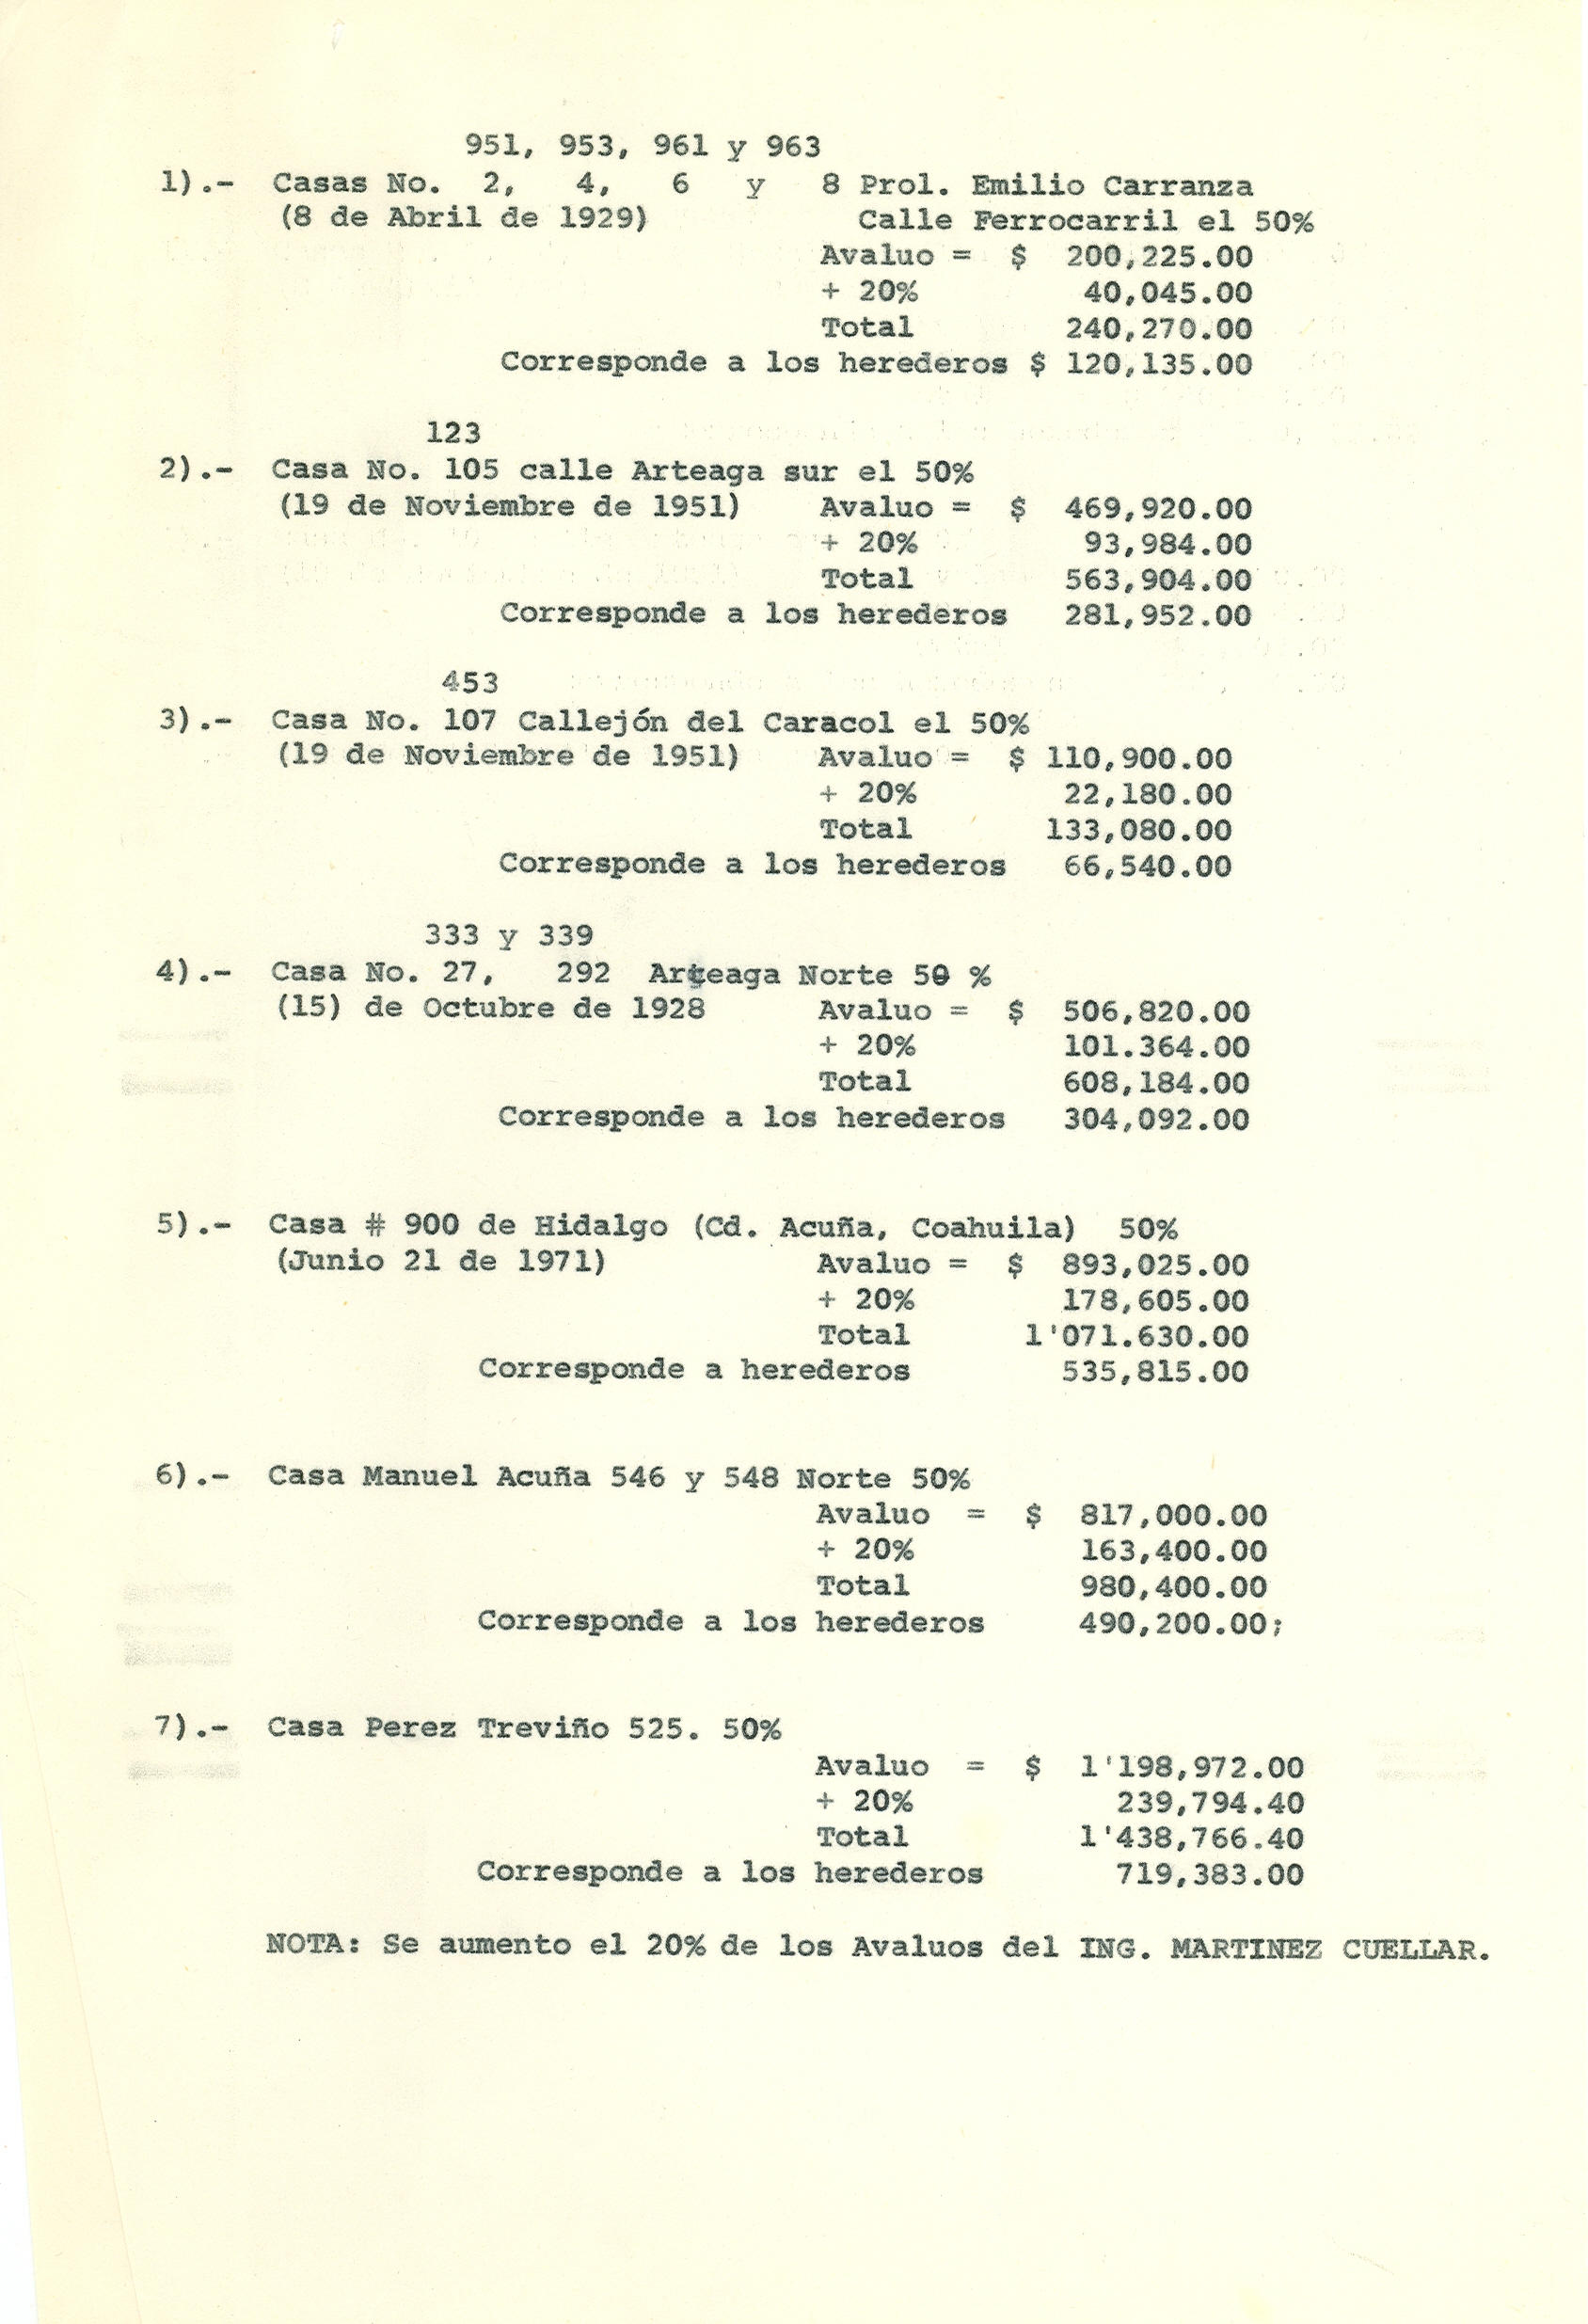 951, 953, 961 y 963
1).- Casas No. 2, 4, 6 y 8 Prol. Emilio Carranza
(8 de Abril de 1929) Calle Ferrocarril el 50%
Avaluo = $ 200,225.00
+ 20% 40,045.00
Total 240,270.00
Corresponde a los herederos $ 120,135.00
123
2).- Casa No. 105 calle Arteaga sur el 50%
(19 de Noviembre de 1951) Avaluo = $ 469,920.00
+ 20% 93,984.00
Total 563,904.00
Corresponde a los herederos 281,952.00
453
3).- Casa No. 107 Callejón del Caracol el 50%
(19 de Noviembre de 1951) Avaluo = $ 110,900.00
+ 20% 22,180.00
Total 133,080.00
Corresponde a los herederos 66,540.00
333 y 339
4).- Casa No. 27, 292 Arteaga Norte 50 %
(15) de Octubre de 1928 Avaluo = $ 506,820.00
+ 20% 101.364.00
Total 608,184.00
Corresponde a los herederos 304,092.00
5).- Casa # 900 de Hidalgo (Cd. Acuña, Coahuila) 50%
(Junio 21 de 1971) Avaluo = $ 893,025.00
+ 20% 178,605.00
Total 1'071.630.00
Corresponde a herederos 535,815.00
6).- Casa Manuel Acuña 546 y 548 Norte 50%
Avaluo = $ 817,000.00
+ 20% 163,400.00
Total 980,400.00
Corresponde a los herederos 490,200.00;
7).- Casa Perez Treviño 525. 50%
Avaluo = $ 1'198,972.00
+ 20% 239,794.40
Total 1'438,766.40
Corresponde a los herederos 719,383.00
NOTA: Se aumento el 20% de los Avaluos del ING. MARTINEZ CUELLAR.